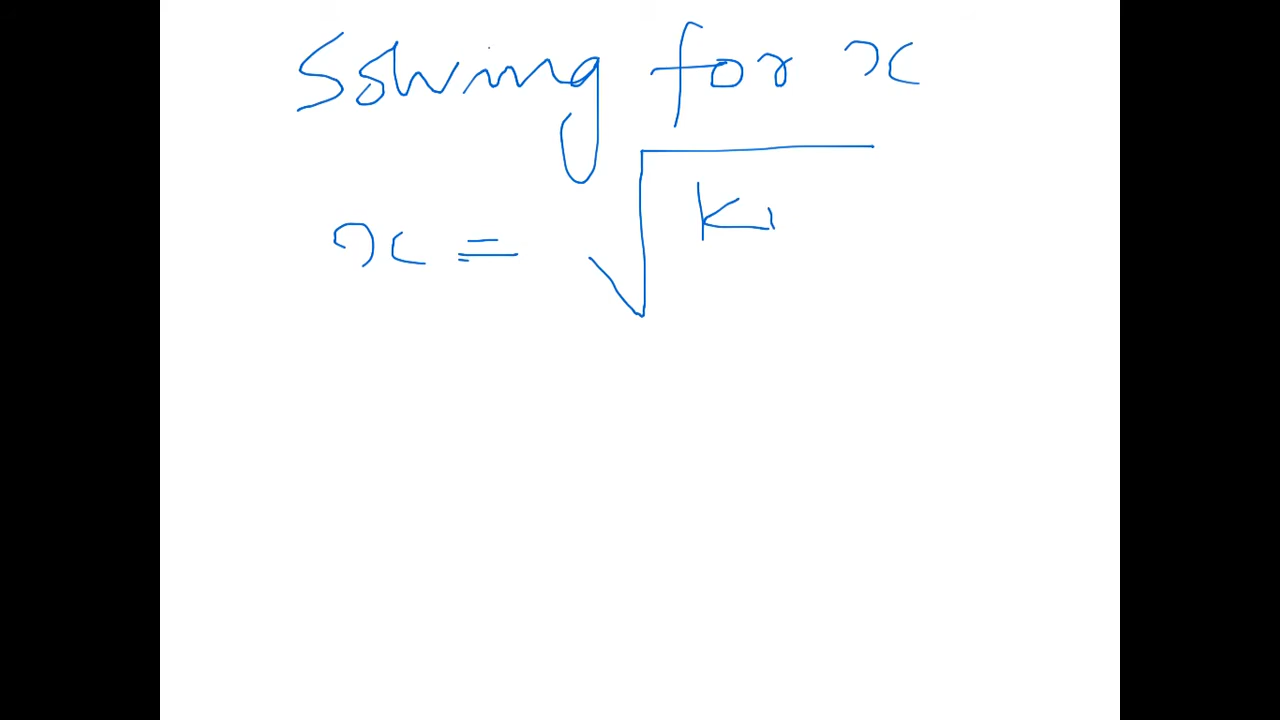 Solving for x
x = √K